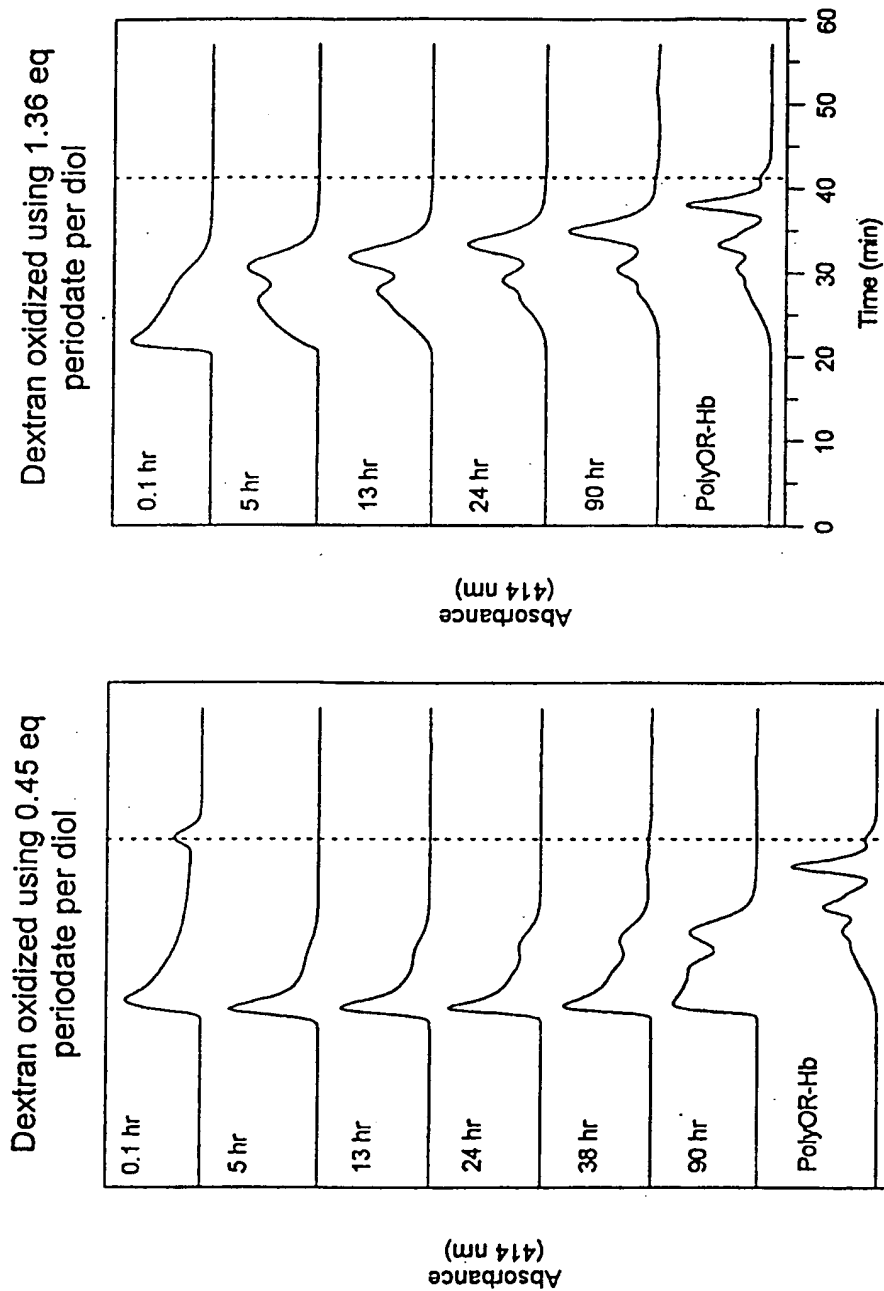 Dextran oxidized using 0.45 eq
periodate per diol
0.1 hr
5 hr
13 hr
24 hr
38 hr
90 hr
PolyOR-Hb
Absorbance
(414 nm)
Dextran oxidized using 1.36 eq
periodate per diol
0.1 hr
5 hr
13 hr
24 hr
90 hr
PolyOR-Hb
Absorbance
(414 nm)
0 10 20 30 40 50 60
Time (min)